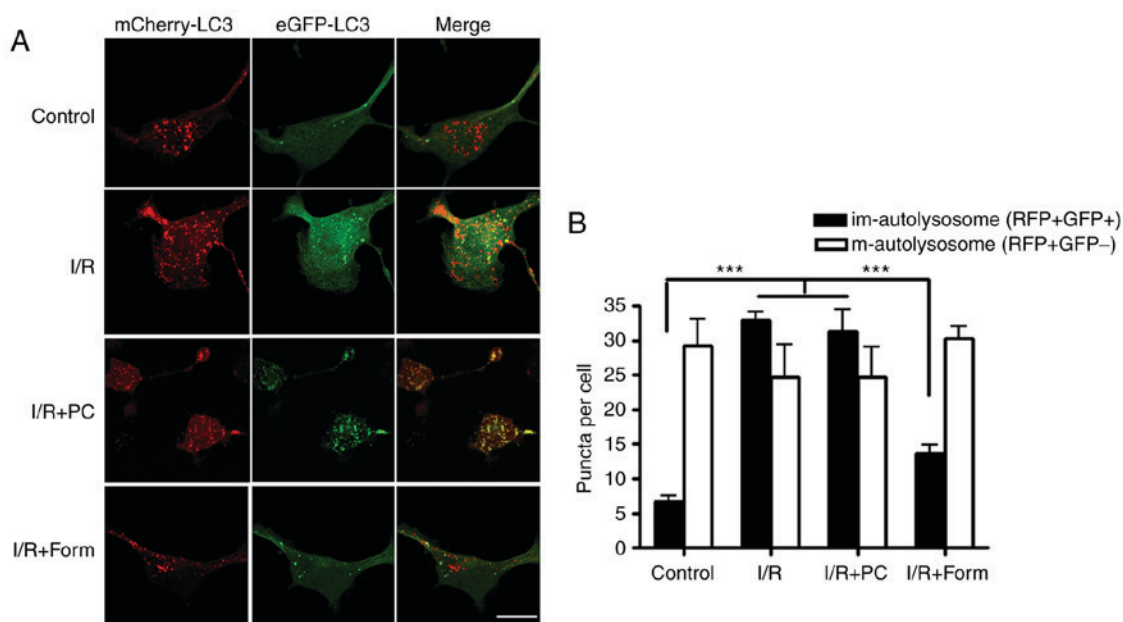 A
mCherry-LC3 eGFP-LC3 Merge
Control
I/R
I/R+PC
I/R+Form
B
im-autolysosome (RFP+GFP+)
m-autolysosome (RFP+GFP−)
*** ***
Puncta per cell
35
30
25
20
15
10
5
0
Control I/R I/R+PC I/R+Form